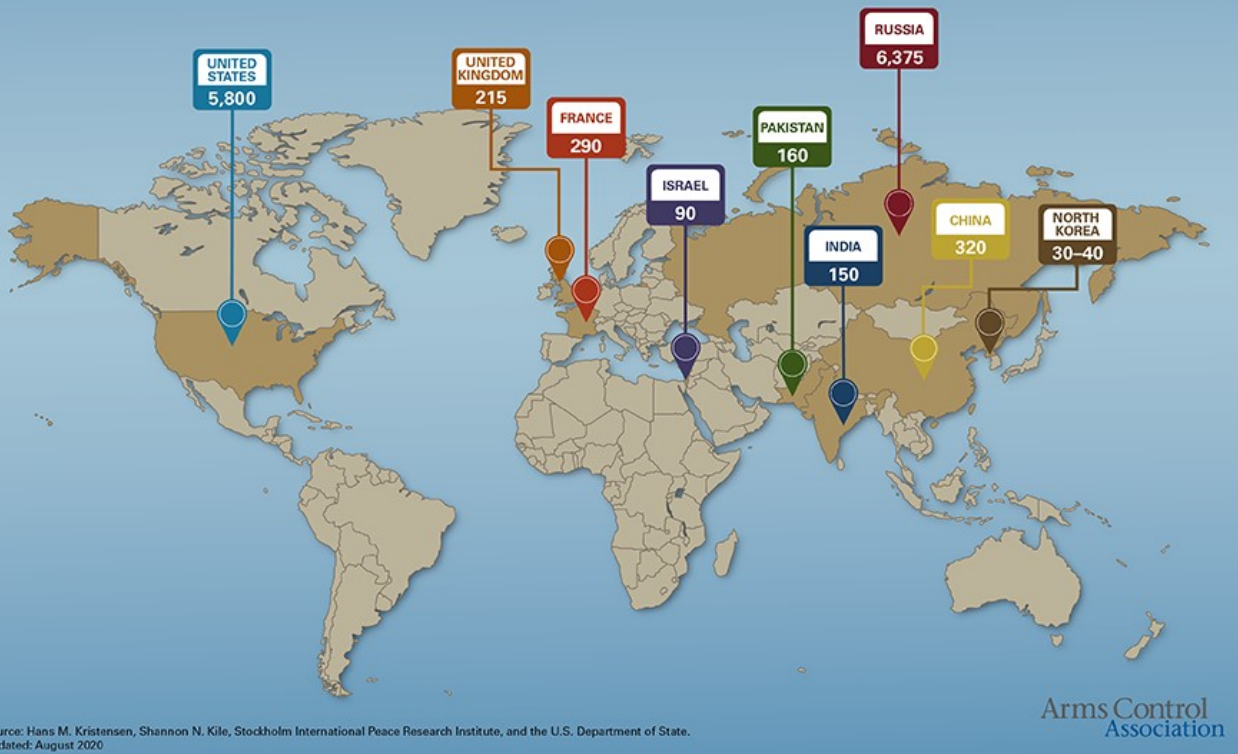 RUSSIA
6,375
UNITED
STATES
5,800
UNITED
KINGDOM
215
FRANCE
290
PAKISTAN
160
ISRAEL
90
CHINA
320
NORTH
KOREA
30–40
INDIA
150
Arms Control
Association
urce: Hans M. Kristensen, Shannon N. Kile, Stockholm International Peace Research Institute, and the U.S. Department of State.
dated: August 2020